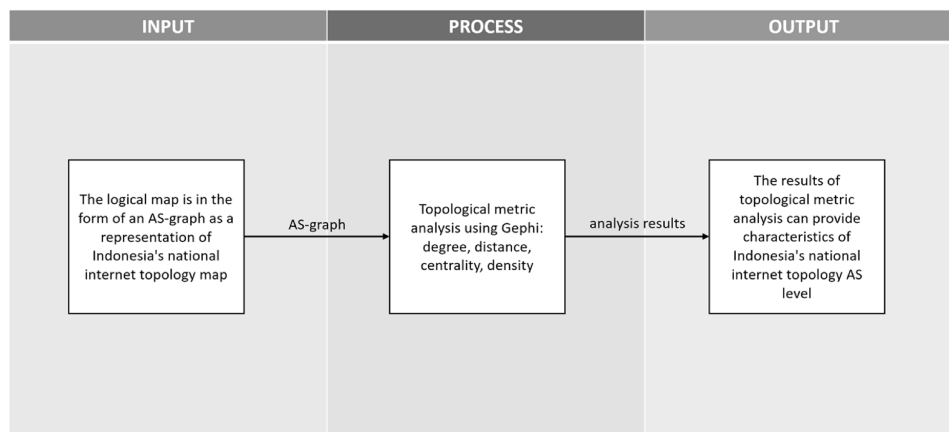 INPUT
PROCESS
OUTPUT
The logical map is in the
form of an AS-graph as a
representation of
Indonesia's national
internet topology map
AS-graph
Topological metric
analysis using Gephi:
degree, distance,
centrality, density
analysis results
The results of
topological metric
analysis can provide
characteristics of
Indonesia's national
internet topology AS
level